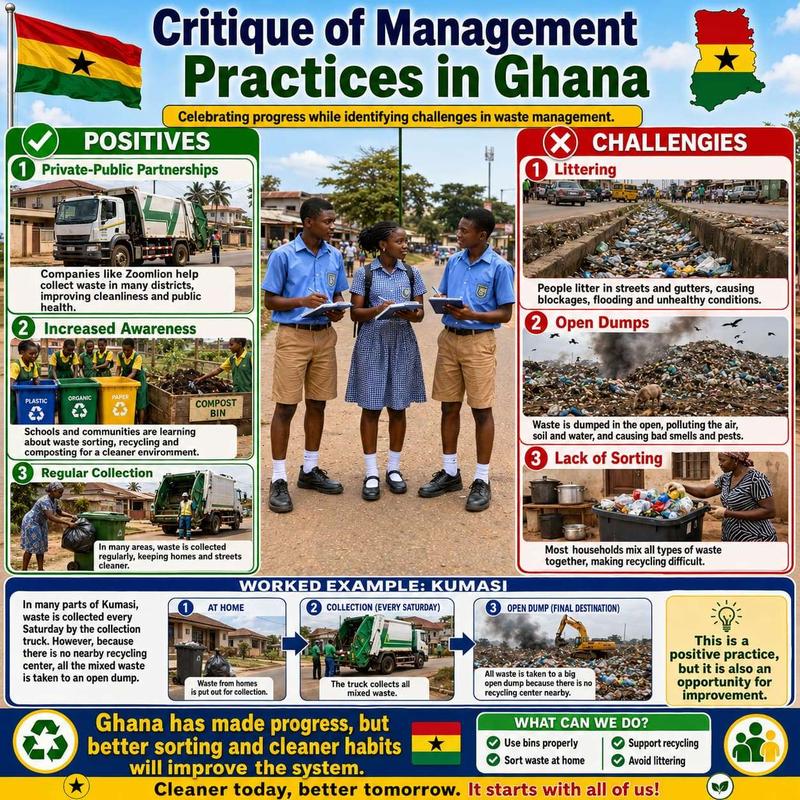 Critique of Management
Practices in Ghana
Celebrating progress while identifying challenges in waste management.
POSITIVES
1 Private-Public Partnerships
Companies like Zoomlion help
collect waste in many districts,
improving cleanliness and public
health.
2 Increased Awareness
PLASTIC
ORGANIC
PAPER
COMPOST
BIN
Schools and communities are learning
about waste sorting, recycling and
composting for a cleaner environment.
3 Regular Collection
In many areas, waste is collected
regularly, keeping homes and streets
cleaner.
CHALLENGIES
1 Littering
People litter in streets and gutters, causing
blockages, flooding and unhealthy conditions.
2 Open Dumps
Waste is dumped in the open, polluting the air,
soil and water, and causing bad smells and pests.
3 Lack of Sorting
Most households mix all types of waste
together, making recycling difficult.
WORKED EXAMPLE: KUMASI
In many parts of Kumasi,
waste is collected every
Saturday by the collection
truck. However, because
there is no nearby recycling
center, all the mixed waste
is taken to an open dump.
1 AT HOME
Waste from homes
is put out for collection.
2 COLLECTION (EVERY SATURDAY)
The truck collects all
mixed waste.
3 OPEN DUMP (FINAL DESTINATION)
All waste is taken to a big
open dump because there is no
recycling center nearby.
This is a
positive practice,
but it is also an
opportunity for
improvement.
Ghana has made progress, but
better sorting and cleaner habits
will improve the system.
WHAT CAN WE DO?
Use bins properly
Sort waste at home
Support recycling
Avoid littering
Cleaner today, better tomorrow. It starts with all of us!